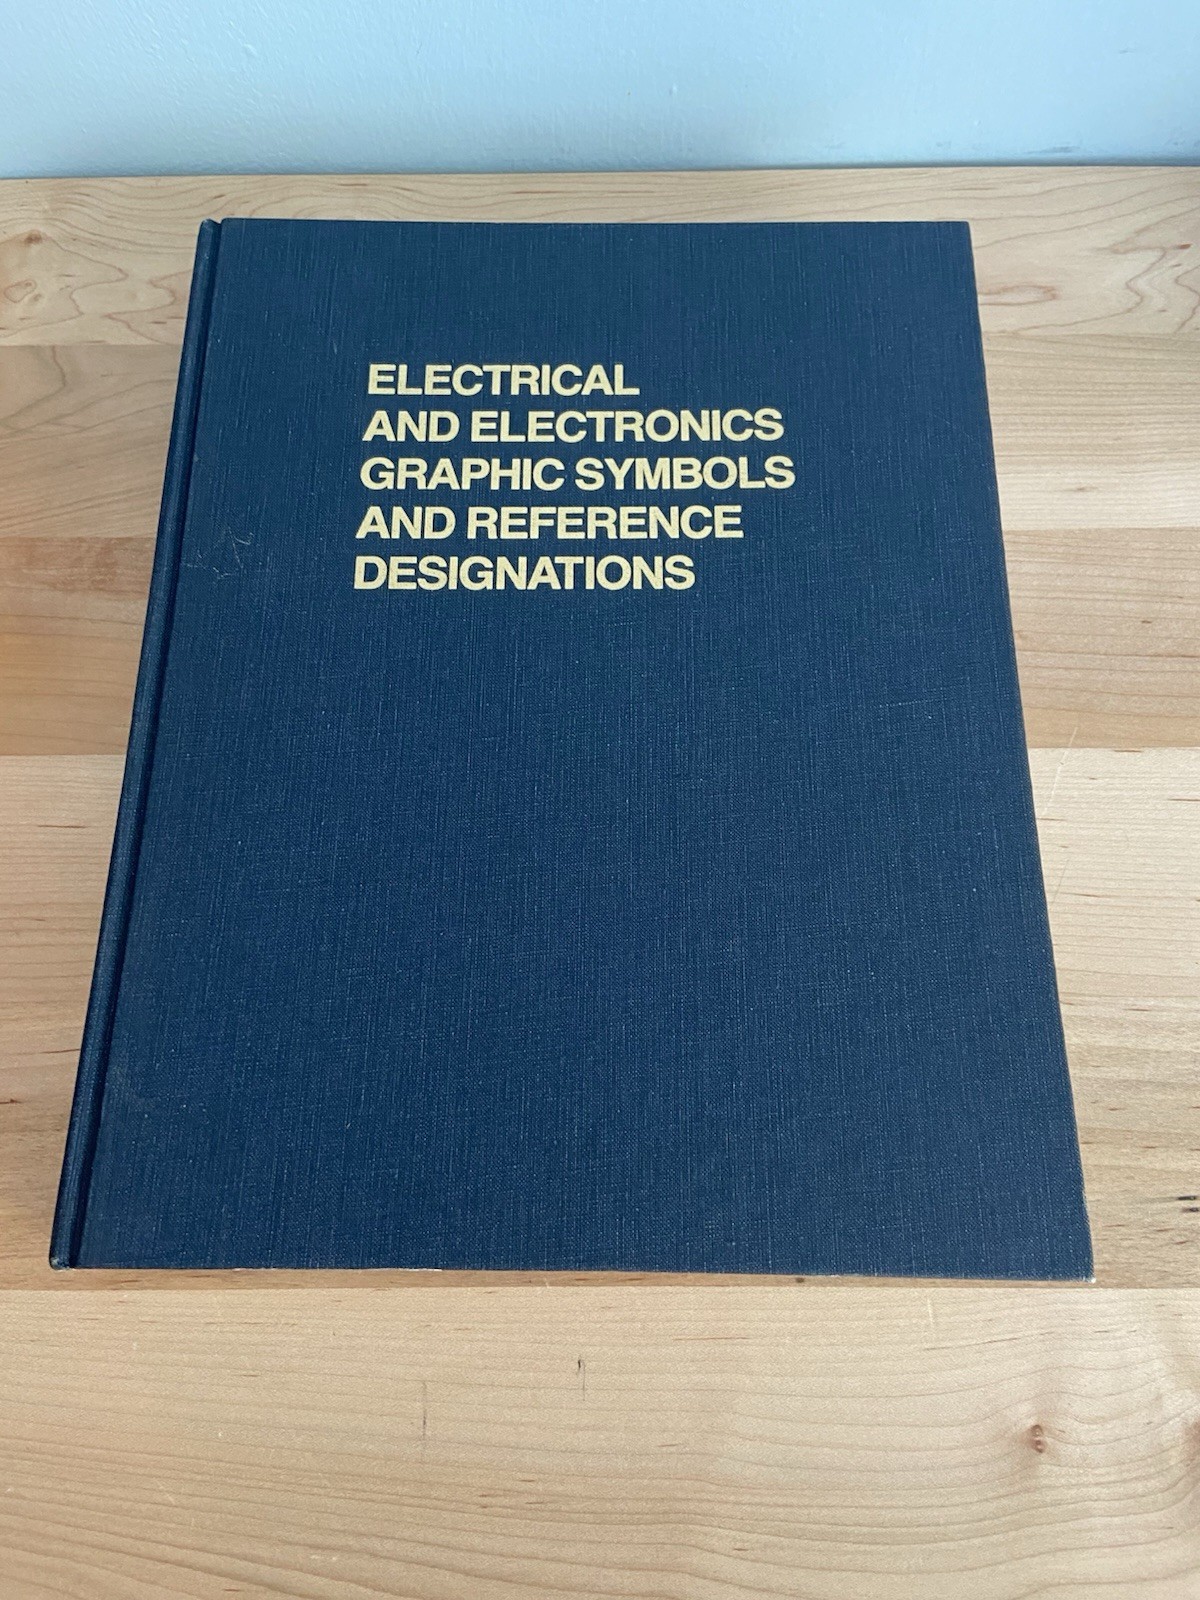 ELECTRICAL
AND ELECTRONICS
GRAPHIC SYMBOLS
AND REFERENCE
DESIGNATIONS